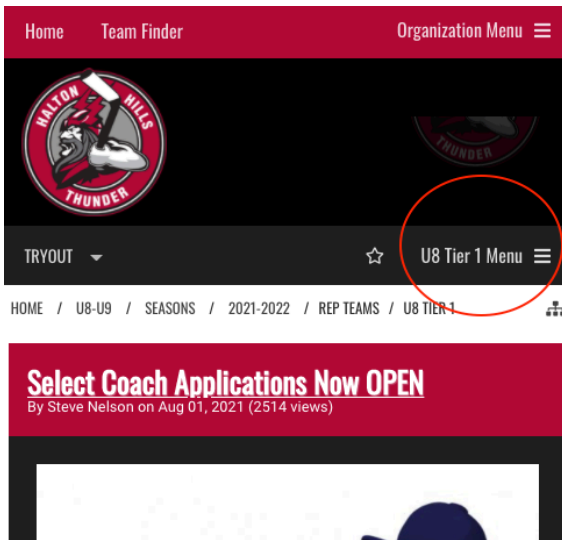 Home Team Finder Organization Menu
HALTON HILLS
THUNDER
THUNDER
TRYOUT U8 Tier 1 Menu
HOME / U8-U9 / SEASONS / 2021-2022 / REP TEAMS / U8 TIER 1
Select Coach Applications Now OPEN
By Steve Nelson on Aug 01, 2021 (2514 views)